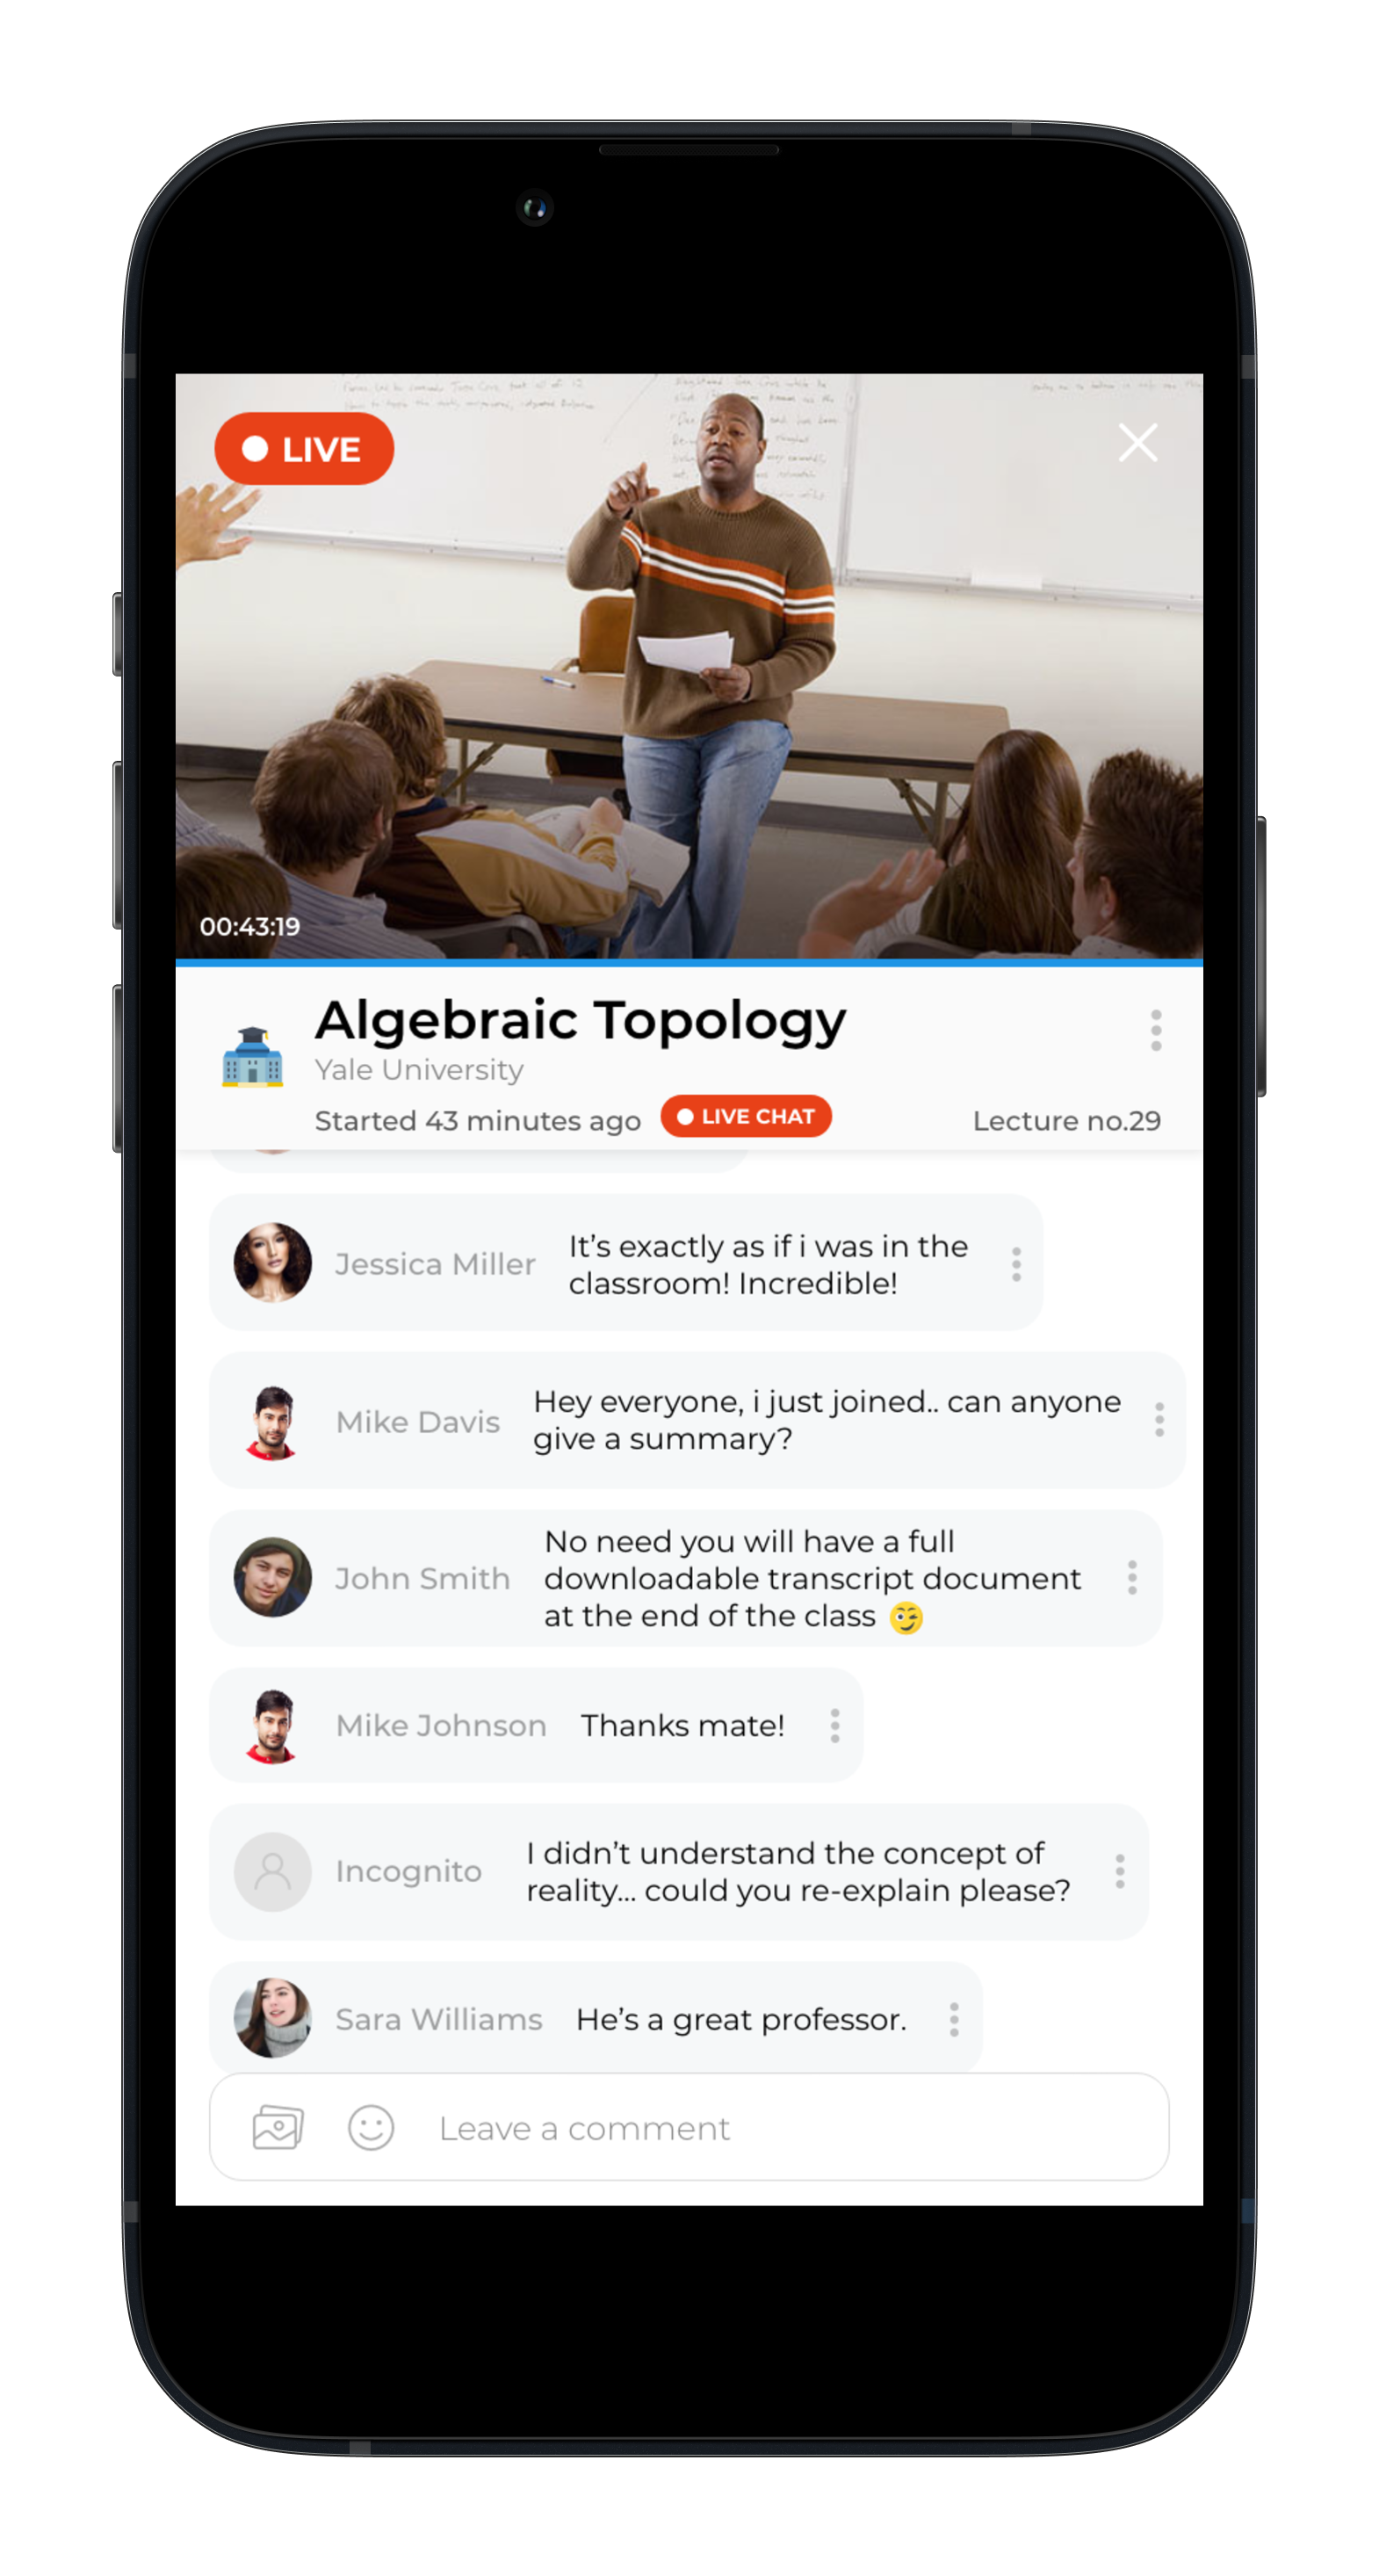 LIVE
00:43:19
Algebraic Topology
Yale University
Started 43 minutes ago
LIVE CHAT
Lecture no.29
Jessica Miller
It's exactly as if i was in the
classroom! Incredible!
Mike Davis
Hey everyone, i just joined.. can anyone
give a summary?
John Smith
No need you will have a full
downloadable transcript document
at the end of the class 😉
Mike Johnson
Thanks mate!
Incognito
I didn't understand the concept of
reality... could you re-explain please?
Sara Williams
He's a great professor.
Leave a comment